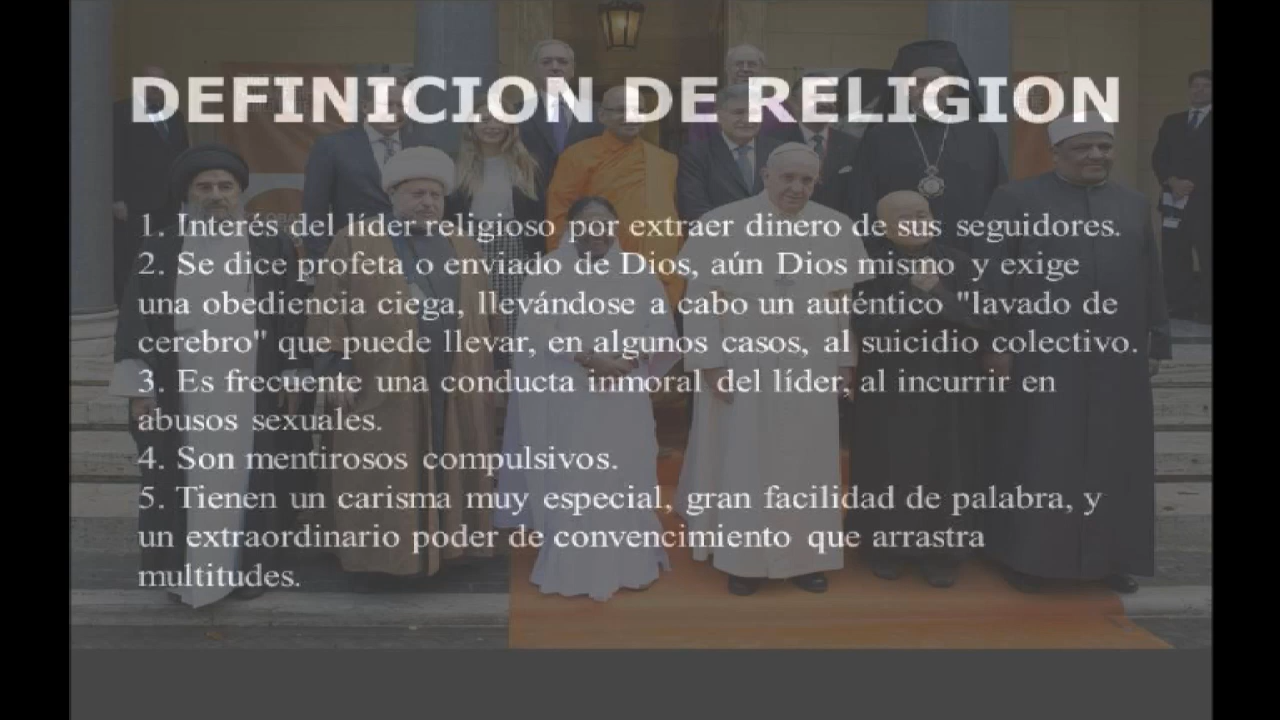 DEFINICION DE RELIGION
1. Interés del líder religioso por extraer dinero de sus seguidores.
2. Se dice profeta o enviado de Dios, aún Dios mismo y exige
una obediencia ciega, llevándose a cabo un auténtico "lavado de
cerebro" que puede llevar, en algunos casos, al suicidio colectivo.
3. Es frecuente una conducta inmoral del líder, al incurrir en
abusos sexuales.
4. Son mentirosos compulsivos.
5. Tienen un carisma muy especial, gran facilidad de palabra, y
un extraordinario poder de convencimiento que arrastra
multitudes.